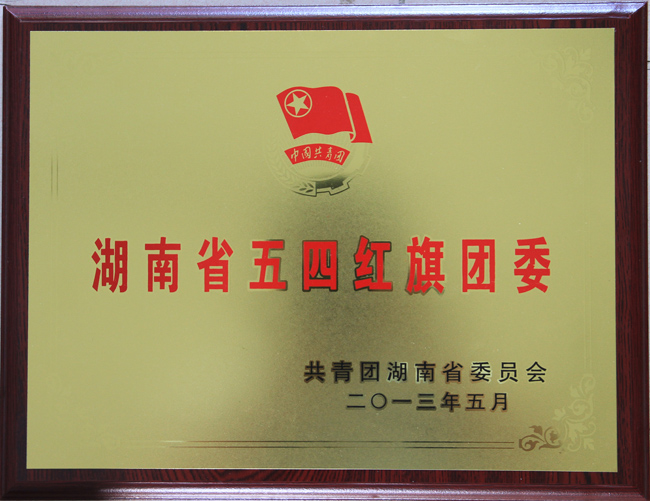 中国共青团
湖南省五四红旗团委
共青团湖南省委员会
二〇一三年五月